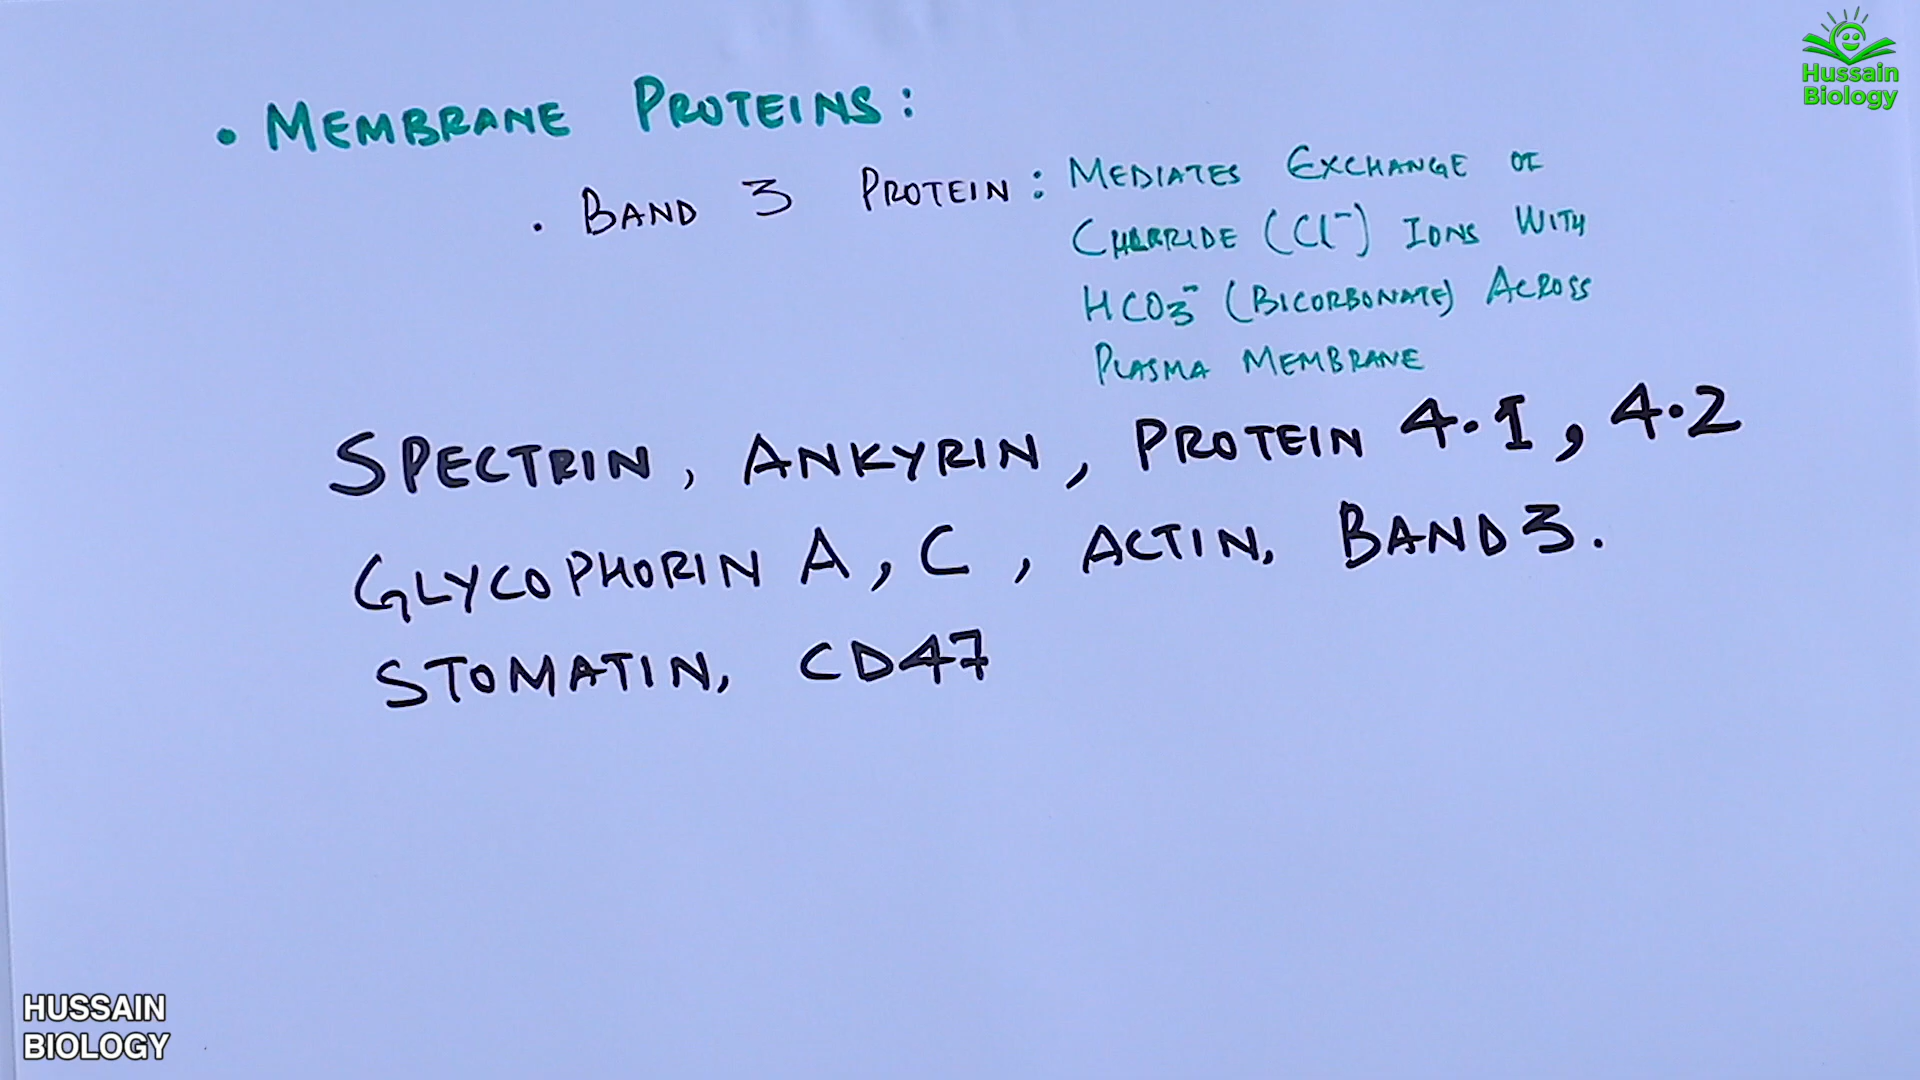 Hussain
Biology
• MEMBRANE PROTEINS:
• BAND 3 PROTEIN: MEDIATES EXCHANGE OF
(Cl⁻) IONS WITH
HCO3⁻ (BICORBONATE) ACROSS
PLASMA MEMBRANE
SPECTRIN, ANKYRIN, PROTEIN 4.1, 4.2
GLYCOPHORIN A, C, ACTIN, BAND 3.
STOMATIN, CD47
HUSSAIN
BIOLOGY